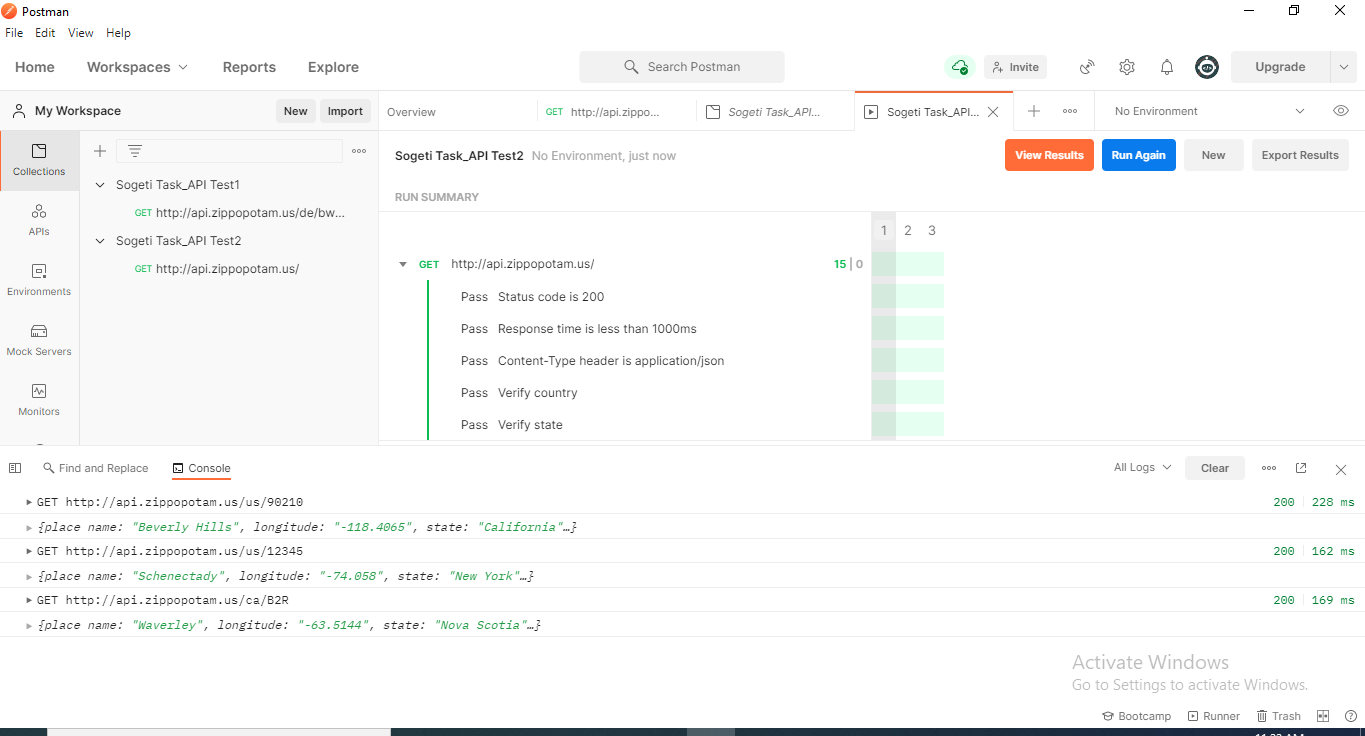 Postman
File Edit View Help
Home Workspaces Reports Explore Search Postman Invite Upgrade
My Workspace New Import Overview GET http://api.zippo... Sogeti Task_API... Sogeti Task_API... No Environment
Collections
APIs
Environments
Mock Servers
Monitors
Sogeti Task_API Test1
GET http://api.zippopotam.us/de/bw...
Sogeti Task_API Test2
GET http://api.zippopotam.us/
Sogeti Task_API Test2 No Environment, just now View Results Run Again New Export Results
RUN SUMMARY
1 2 3
GET http://api.zippopotam.us/ 15 | 0
Pass Status code is 200
Pass Response time is less than 1000ms
Pass Content-Type header is application/json
Pass Verify country
Pass Verify state
Find and Replace Console All Logs Clear
GET http://api.zippopotam.us/us/90210 200 228 ms
{place name: "Beverly Hills", longitude: "-118.4065", state: "California"…}
GET http://api.zippopotam.us/us/12345 200 162 ms
{place name: "Schenectady", longitude: "-74.058", state: "New York"…}
GET http://api.zippopotam.us/ca/B2R 200 169 ms
{place name: "Waverley", longitude: "-63.5144", state: "Nova Scotia"…}
Activate Windows
Go to Settings to activate Windows.
Bootcamp Runner Trash